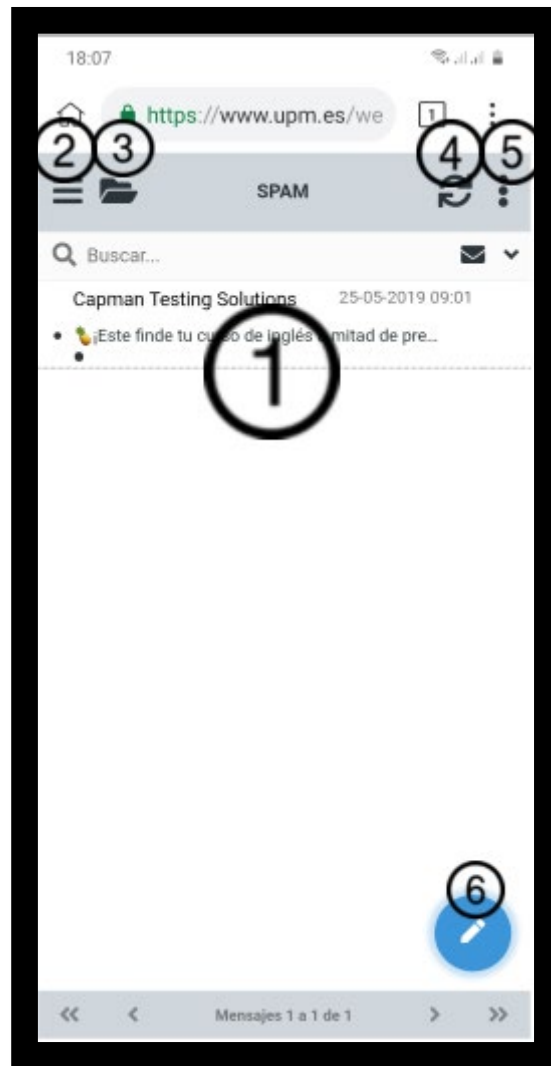 18:07
https://www.upm.es/we
1
2 3 4 5
SPAM
Buscar...
Capman Testing Solutions 25-05-2019 09:01
¡Este finde tu curso de inglés mitad de pre...
1
6
Mensajes 1 a 1 de 1